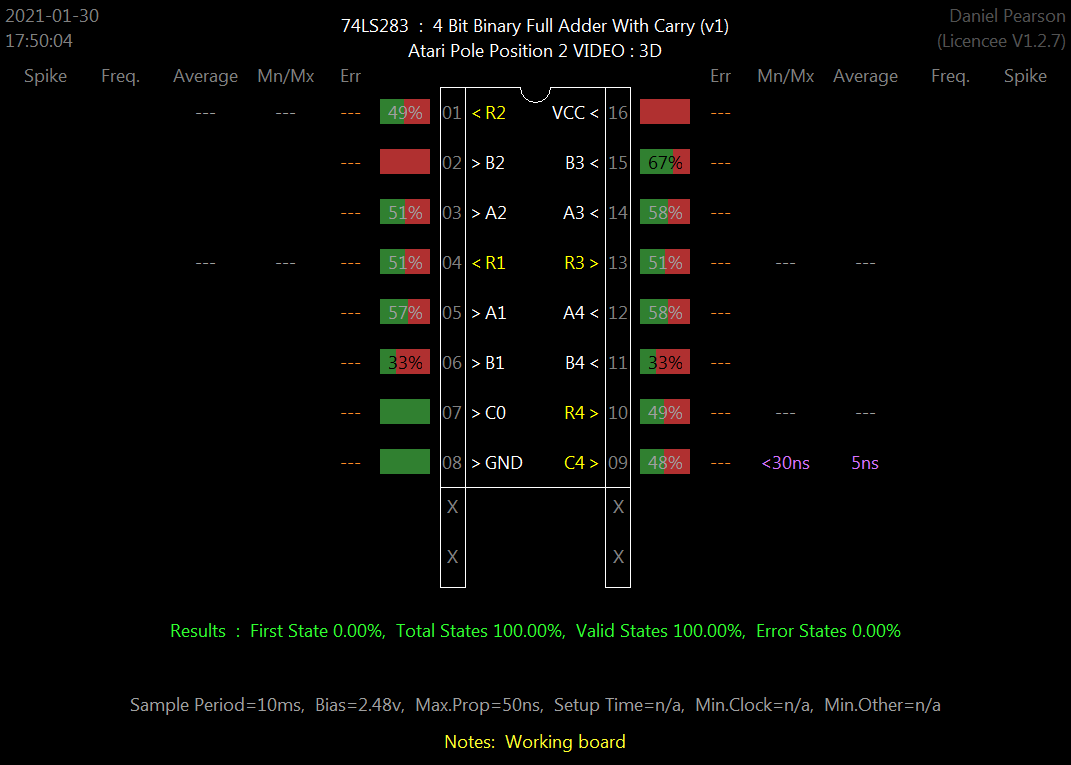 2021-01-30 74LS283 : 4 Bit Binary Full Adder With Carry (v1) Daniel Pearson
17:50:04 Atari Pole Position 2 VIDEO : 3D (Licencee V1.2.7)
Spike Freq. Average Mn/Mx Err Err Mn/Mx Average Freq. Spike
--- --- --- 49% 01 < R2 VCC < 16 ---
--- 02 > B2 B3 < 15 67% ---
--- 51% 03 > A2 A3 < 14 58% ---
--- --- --- 51% 04 < R1 R3 > 13 51% --- --- ---
--- 57% 05 > A1 A4 < 12 58% ---
--- 33% 06 > B1 B4 < 11 33% ---
--- 07 > C0 R4 > 10 49% --- --- ---
--- 08 > GND C4 > 09 48% --- <30ns 5ns
X X
X X
Results : First State 0.00%, Total States 100.00%, Valid States 100.00%, Error States 0.00%
Sample Period=10ms, Bias=2.48v, Max.Prop=50ns, Setup Time=n/a, Min.Clock=n/a, Min.Other=n/a
Notes: Working board